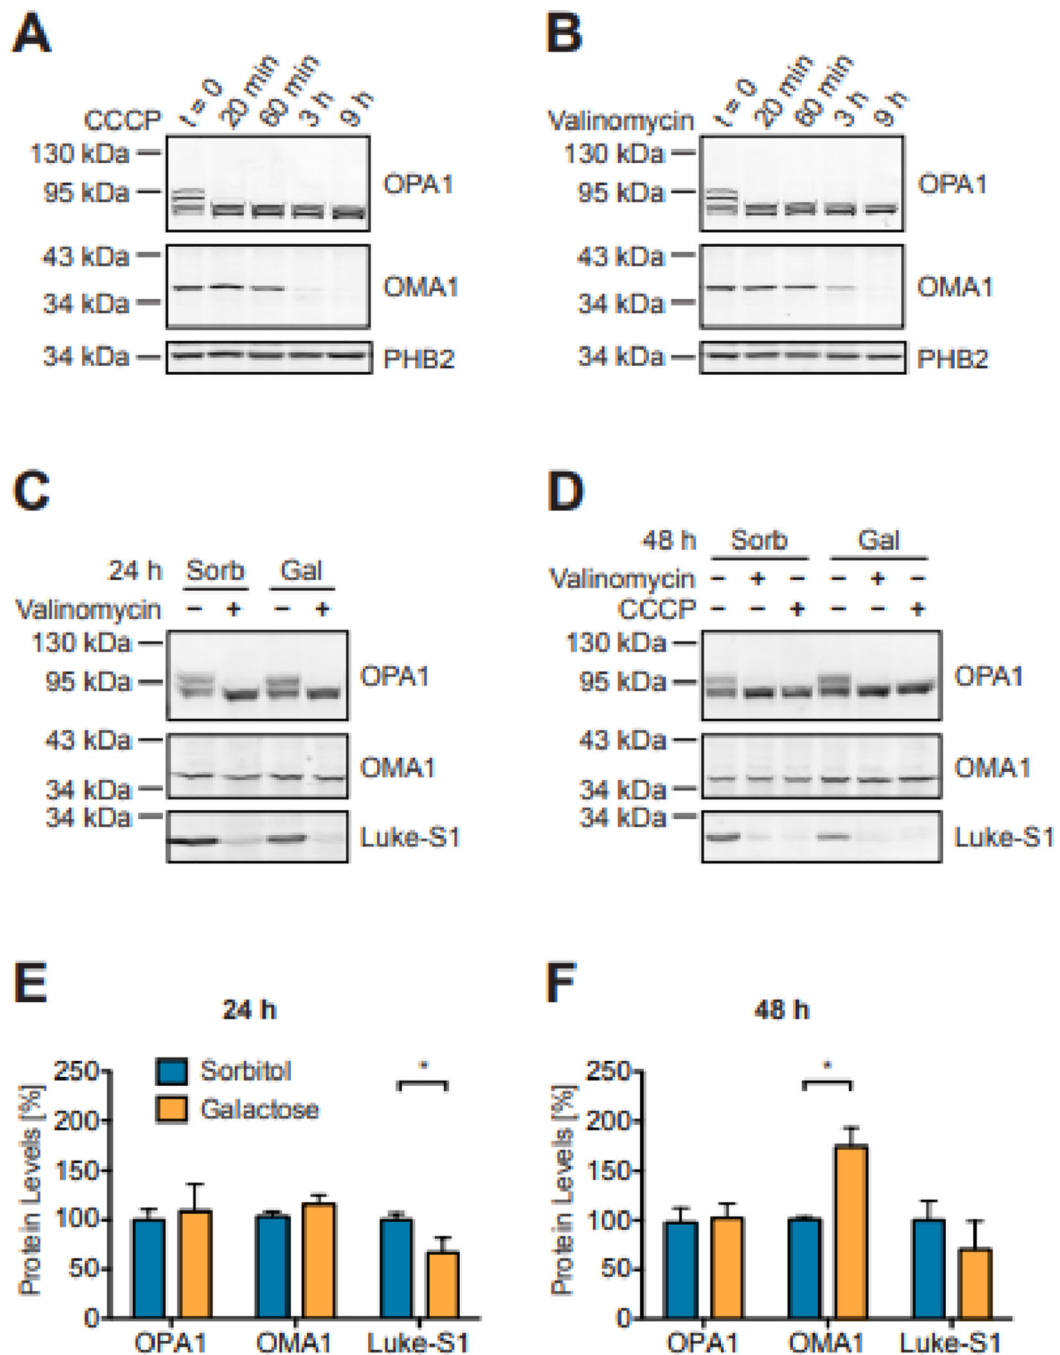 A
CCCP t = 0 20 min 60 min 3 h 9 h
130 kDa
95 kDa OPA1
43 kDa
34 kDa OMA1
34 kDa PHB2
B
Valinomycin t = 0 20 min 60 min 3 h 9 h
130 kDa
95 kDa OPA1
43 kDa
34 kDa OMA1
34 kDa PHB2
C
24 h Sorb Gal
Valinomycin − + − +
130 kDa
95 kDa OPA1
43 kDa
34 kDa OMA1
34 kDa
Luke-S1
D
48 h Sorb Gal
Valinomycin − + − − + −
CCCP − − + − − +
130 kDa
95 kDa OPA1
43 kDa
34 kDa OMA1
34 kDa
Luke-S1
E
24 h
Protein Levels [%]
250
200
150
100
50
0
Sorbitol
Galactose
*
OPA1 OMA1 Luke-S1
F
48 h
Protein Levels [%]
250
200
150
100
50
0
*
OPA1 OMA1 Luke-S1